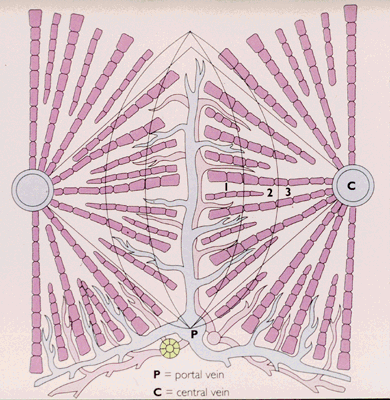 1 2 3 C
P
P = portal vein
C = central vein